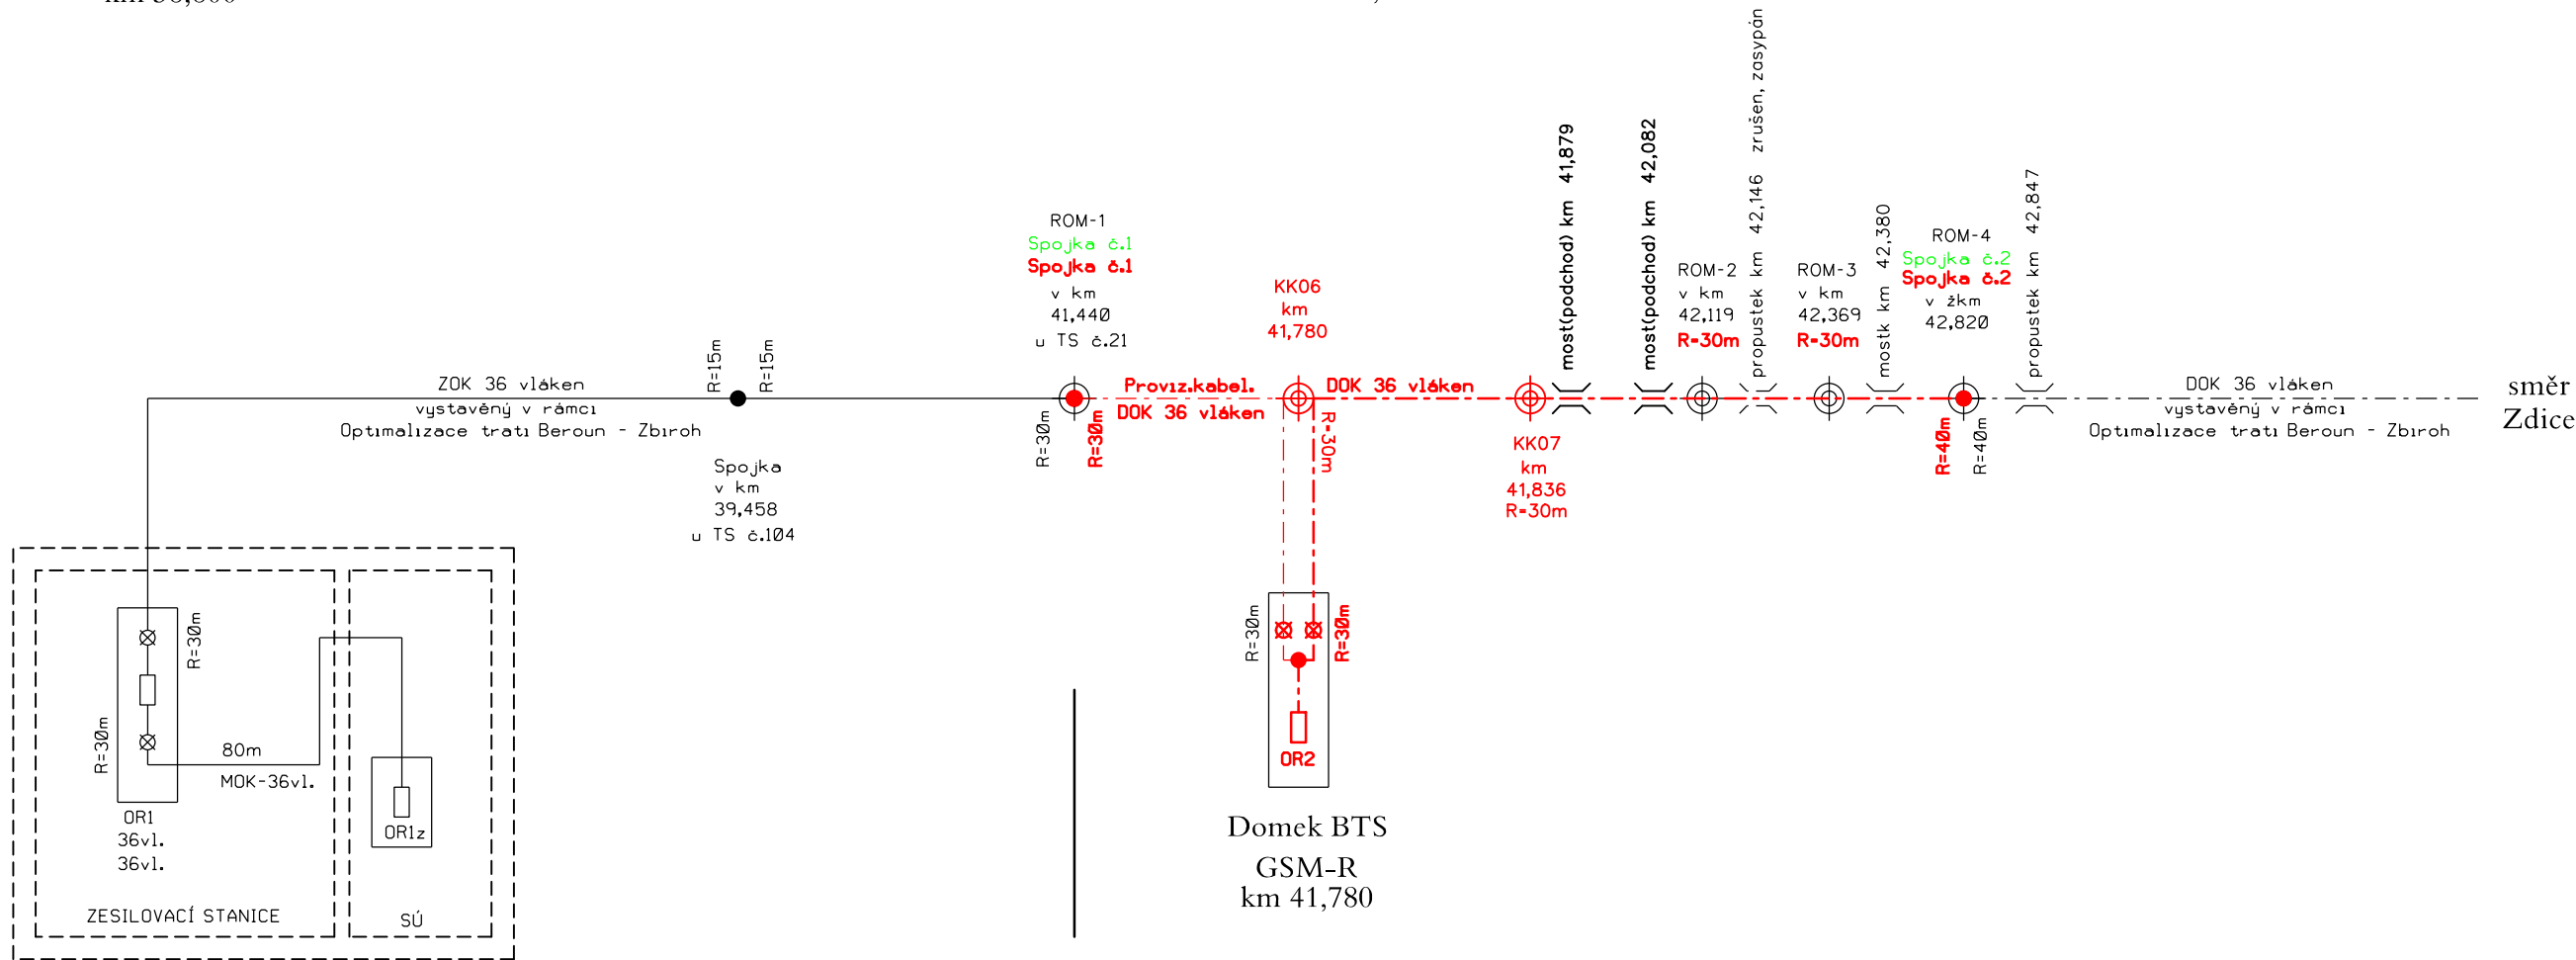 zrušen, zasypán
propustek km 42,146
most(podchod) km 41,879
most(podchod) km 42,082
mostk km 42,380
propustek km 42,847
ROM-1
Spojka č.1
Spojka č.1
v km
41,440
u TS č.21
KK06
km
41,780
ROM-2
v km
42,119
R=30m
ROM-3
v km
42,369
R=30m
ROM-4
Spojka č.2
Spojka č.2
v žkm
42,820
R=15m
R=15m
ZOK 36 vláken
vystavěný v rámci
Optimalizace trati Beroun - Zbiroh
Proviz.kabel.
DOK 36 vláken
DOK 36 vláken
DOK 36 vláken
vystavěný v rámci
Optimalizace trati Beroun - Zbiroh
směr
Zdice
R=30m
R=30m
R=30m
R=40m
R=40m
KK07
km
41,836
R=30m
Spojka
v km
39,458
u TS č.104
R=30m
R=30m
80m
MOK-36vl.
OR1
36vl.
36vl.
OR1z
ZESILOVACÍ STANICE
SÚ
R=30m
R=30m
OR2
Domek BTS
GSM-R
km 41,780